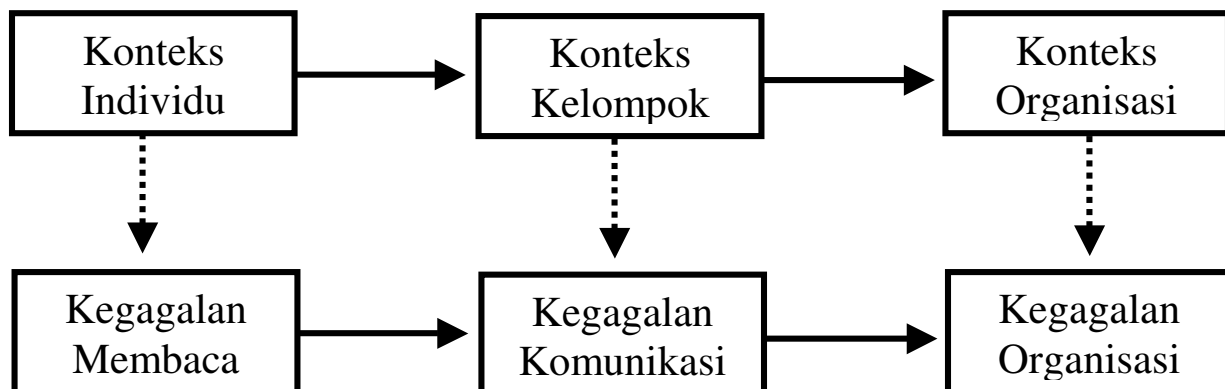 Konteks
Individu
Konteks
Kelompok
Konteks
Organisasi
Kegagalan
Membaca
Kegagalan
Komunikasi
Kegagalan
Organisasi